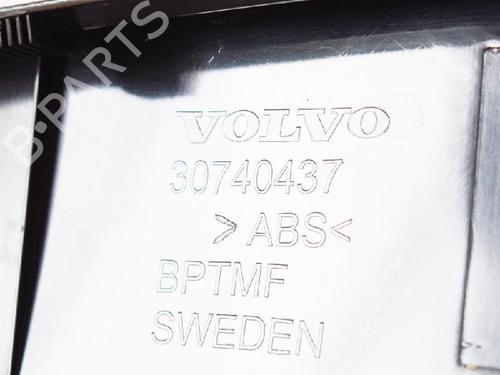 B-PARTS
VOLVO
30740437
>ABS<
BPTMF
SWEDEN